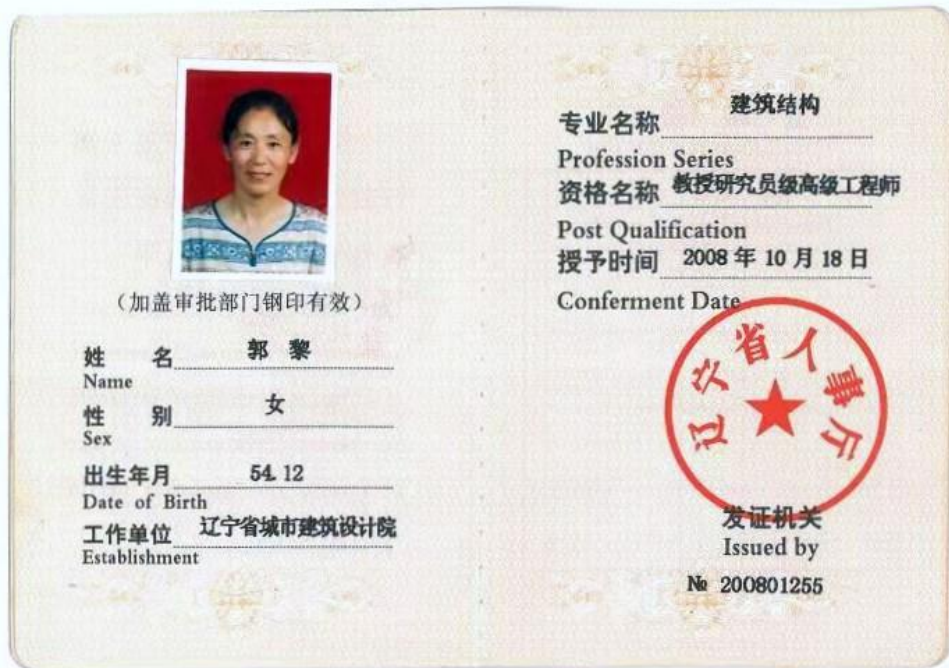 （加盖审批部门钢印有效）
姓 名 郭 黎
Name
性 别 女
Sex
出生年月 54. 12
Date of Birth
工作单位 辽宁省城市建筑设计院
Establishment
专业名称 建筑结构
Profession Series
资格名称 教授研究员级高级工程师
Post Qualification
授予时间 2008 年 10 月 18 日
Conferment Date
辽宁省人事厅
发证机关
Issued by
№ 200801255